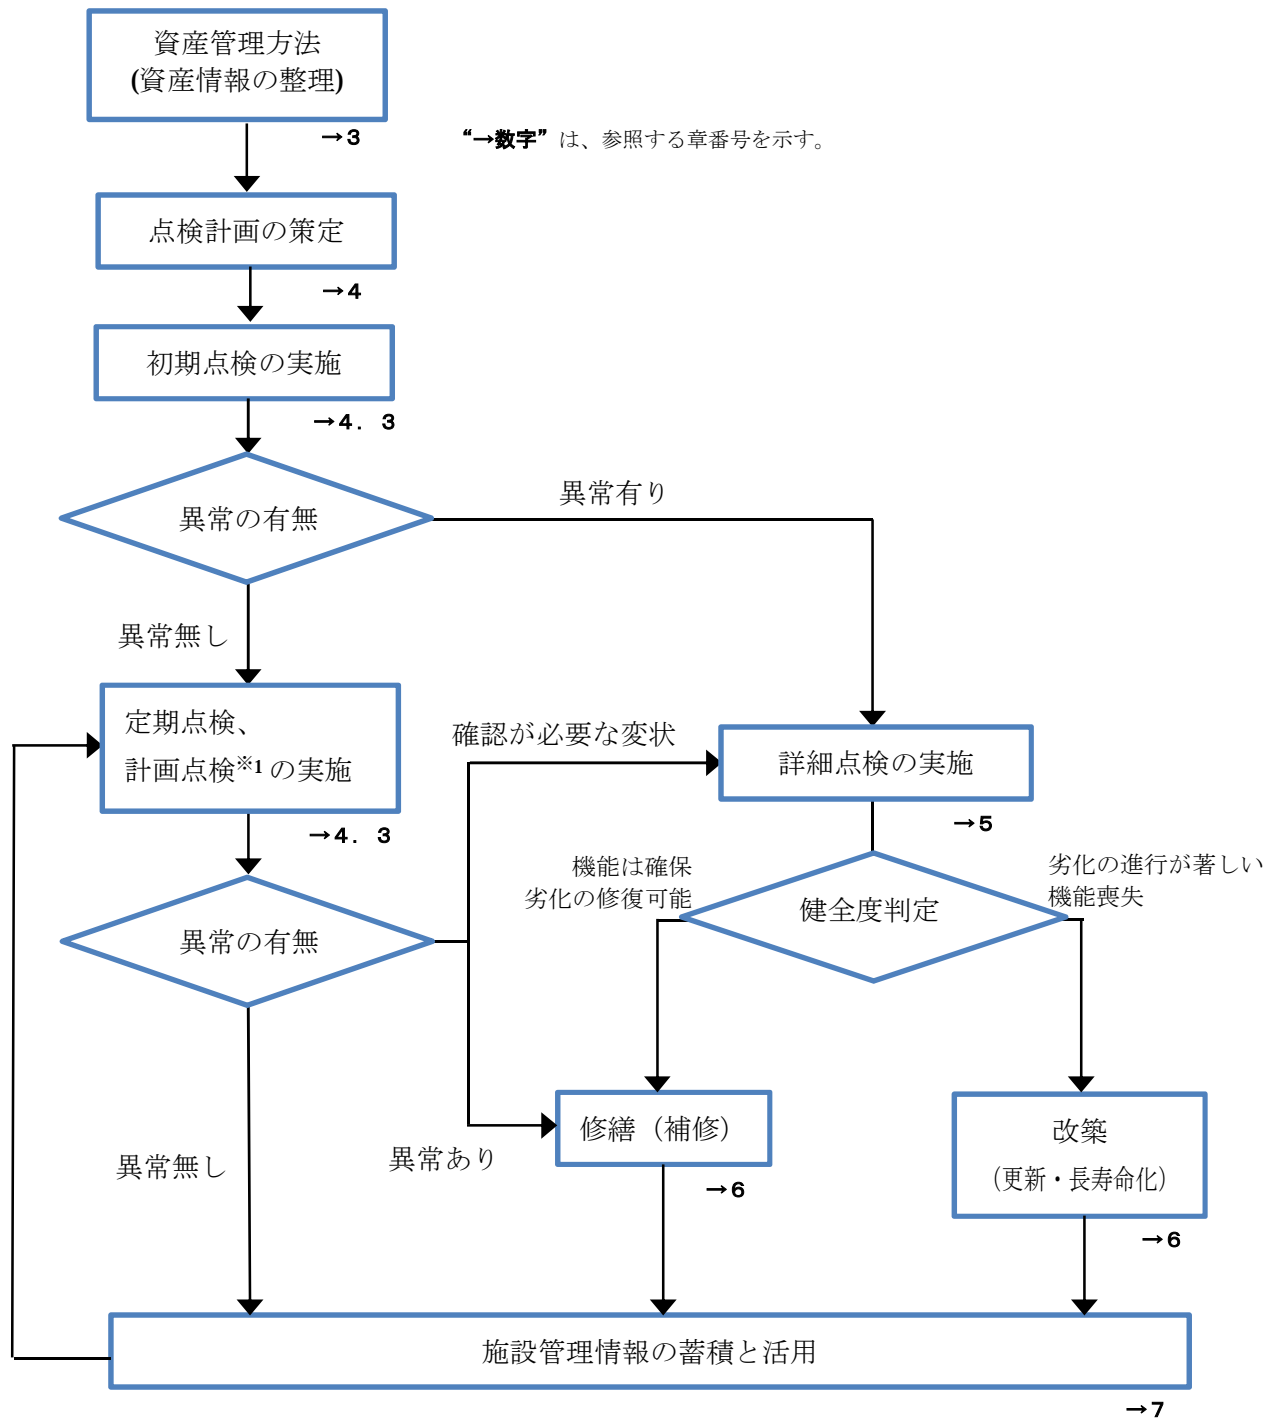 資産管理方法
(資産情報の整理)
→3
“→数字”は、参照する章番号を示す。
点検計画の策定
→4
初期点検の実施
→4．3
異常の有無
異常有り
異常無し
定期点検、
計画点検※1の実施
→4．3
確認が必要な変状
詳細点検の実施
→5
機能は確保
劣化の修復可能
健全度判定
劣化の進行が著しい
機能喪失
異常の有無
異常無し
異常あり
修繕（補修）
→6
改築
（更新・長寿命化）
→6
施設管理情報の蓄積と活用
→7